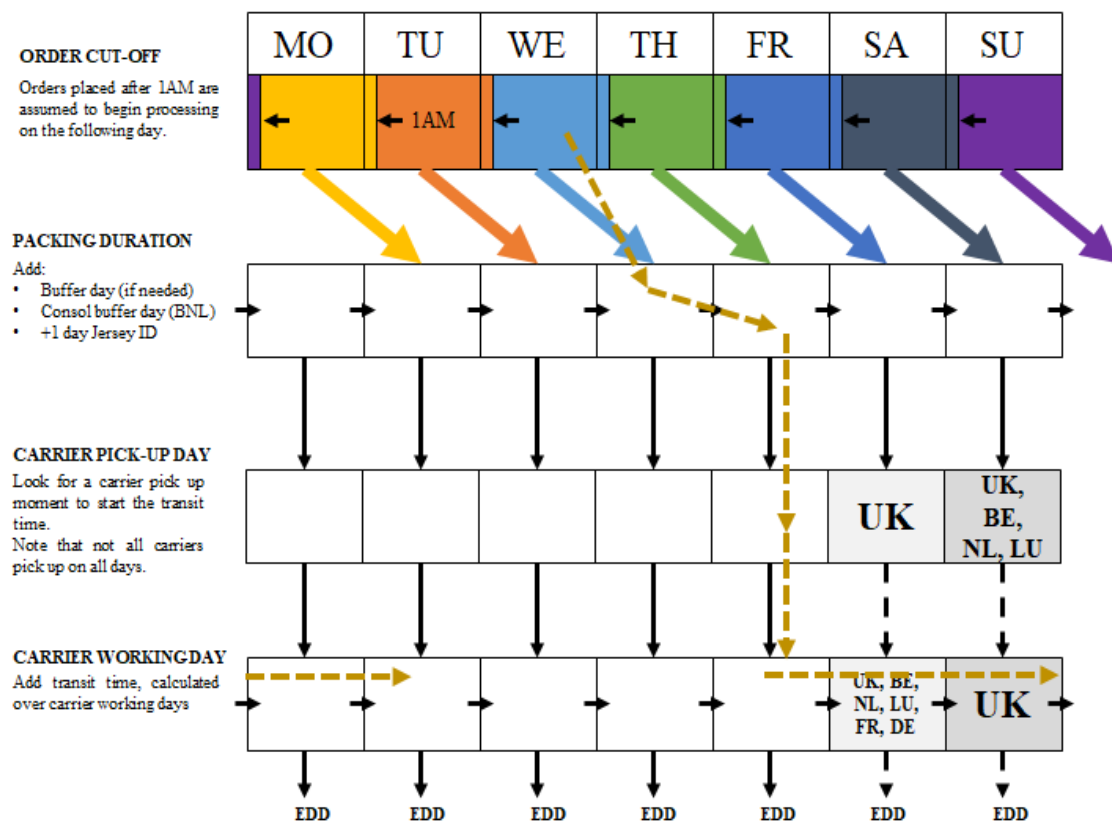 MO TU WE TH FR SA SU
ORDER CUT-OFF
Orders placed after 1AM are
assumed to begin processing
on the following day.
1AM
PACKING DURATION
Add:
• Buffer day (if needed)
• Consol buffer day (BNL)
• +1 day Jersey ID
CARRIER PICK-UP DAY
Look for a carrier pick up
moment to start the transit
time.
Note that not all carriers
pick up on all days.
UK
UK,
BE,
NL, LU
CARRIER WORKING DAY
Add transit time, calculated
over carrier working days
UK, BE,
NL, LU,
FR, DE
UK
EDD EDD EDD EDD EDD EDD EDD